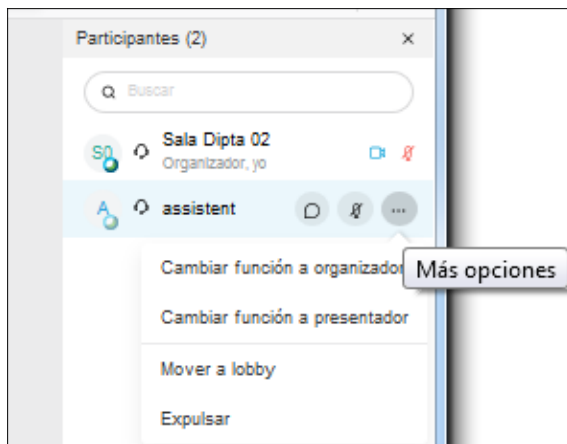 Participantes (2)
Buscar
S0
Sala Dipta 02
Organizador, yo
A
assistent
Más opciones
Cambiar función a organizador
Cambiar función a presentador
Mover a lobby
Expulsar